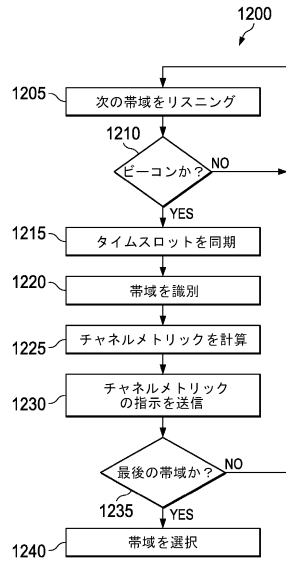 1200
1205
次の帯域をリスニング
1210
ビーコンか?
NO
YES
1215
タイムスロットを同期
1220
帯域を識別
1225
チャネルメトリックを計算
1230
チャネルメトリック
の指示を送信
最後の帯域か?
NO
1235
YES
1240
帯域を選択